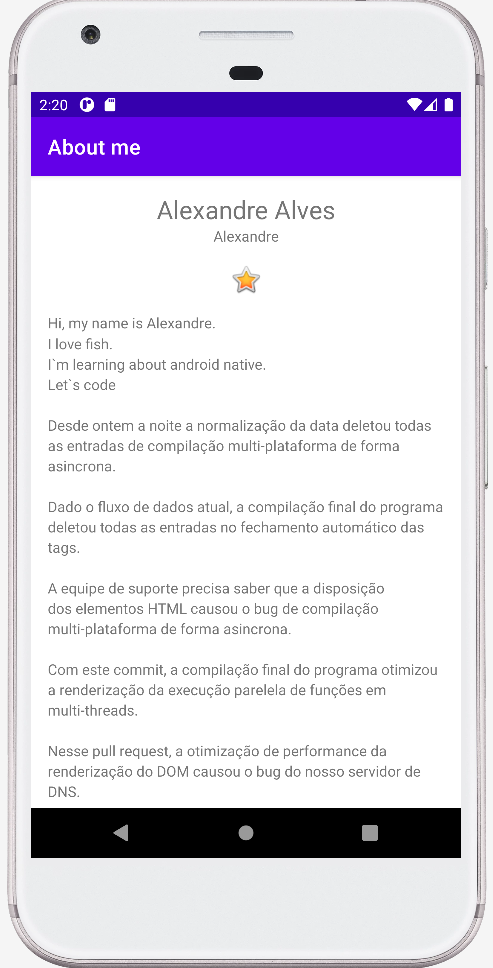 2:20
About me
Alexandre Alves
Alexandre
Hi, my name is Alexandre.
I love fish.
I`m learning about android native.
Let`s code
Desde ontem a noite a normalização da data deletou todas
as entradas de compilação multi-plataforma de forma
asincrona.
Dado o fluxo de dados atual, a compilação final do programa
deletou todas as entradas no fechamento automático das
tags.
A equipe de suporte precisa saber que a disposição
dos elementos HTML causou o bug de compilação
multi-plataforma de forma asincrona.
Com este commit, a compilação final do programa otimizou
a renderização da execução parelela de funções em
multi-threads.
Nesse pull request, a otimização de performance da
renderização do DOM causou o bug do nosso servidor de
DNS.